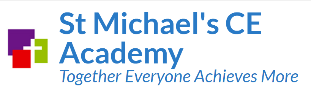 St Michael's CE
Academy
Together Everyone Achieves More